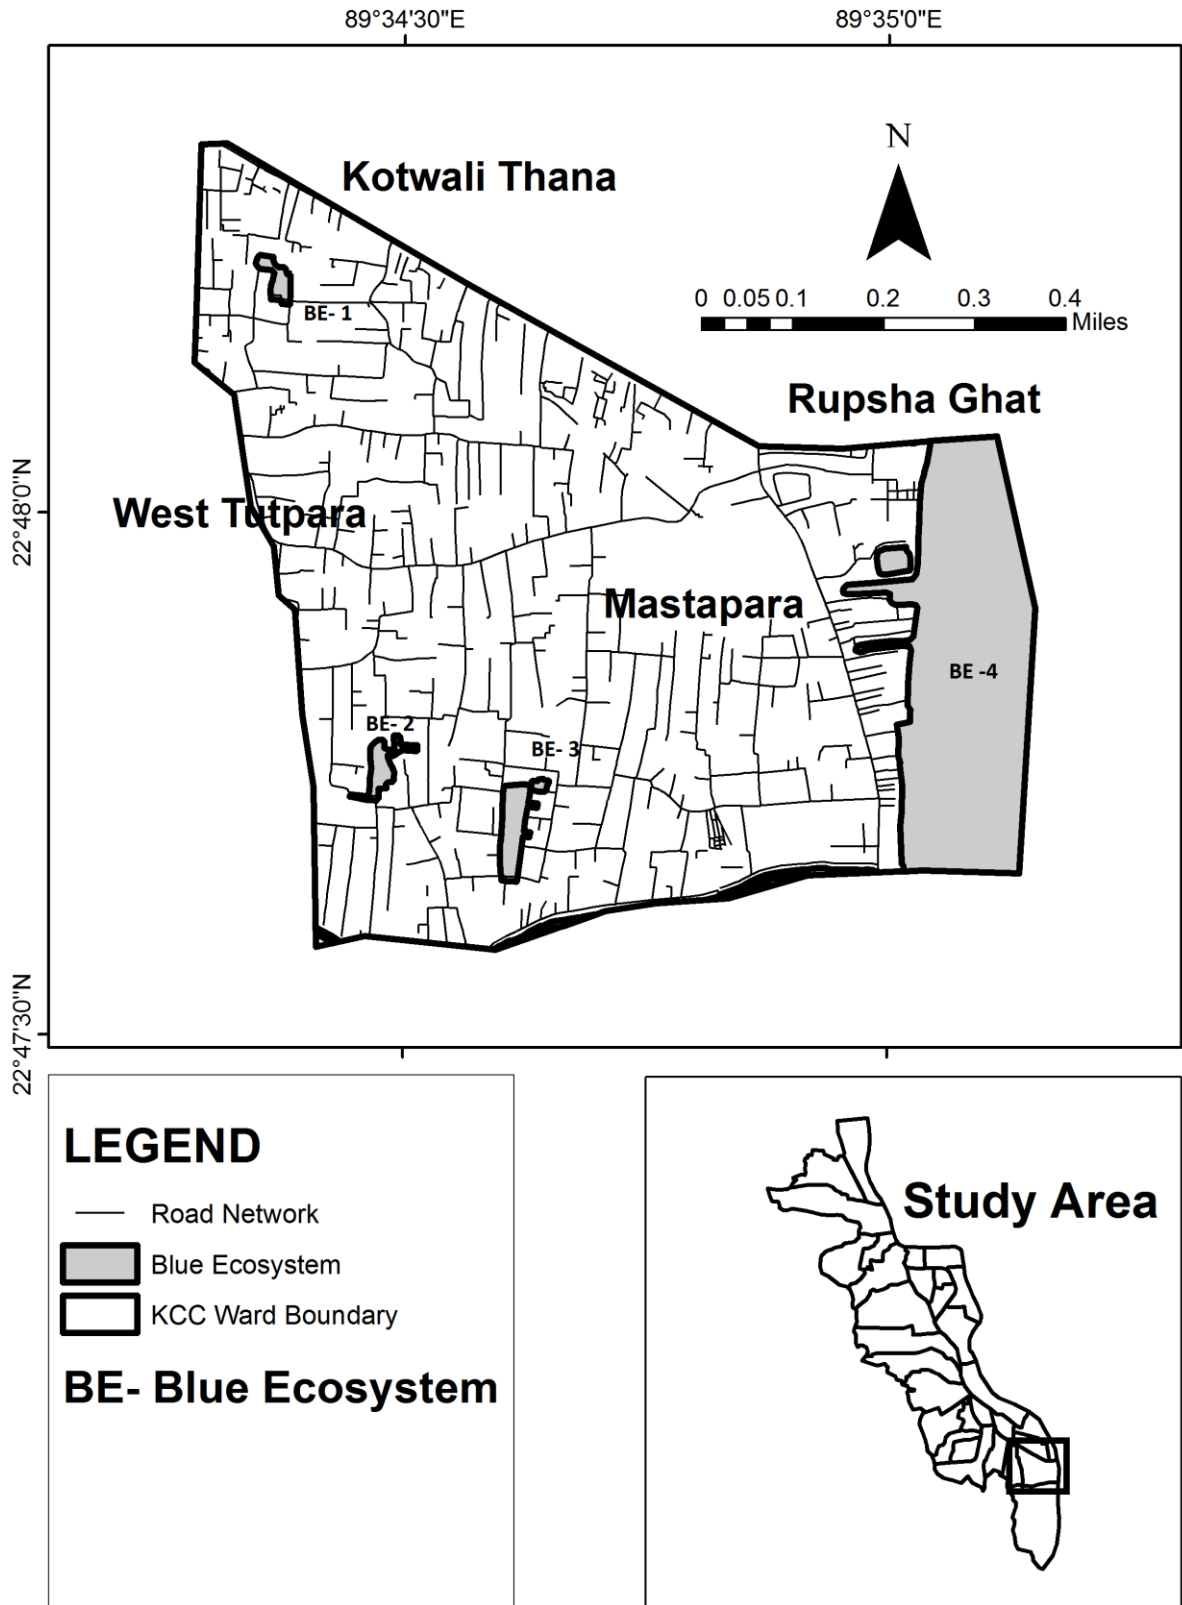 89°34'30"E
89°35'0"E
Kotwali Thana
N
BE- 1
0 0.05 0.1 0.2 0.3 0.4
Miles
Rupsha Ghat
22°48'0"N
West Tutpara
Mastapara
BE -4
BE- 2
BE- 3
22°47'30"N
LEGEND
Road Network
Blue Ecosystem
KCC Ward Boundary
BE- Blue Ecosystem
Study Area